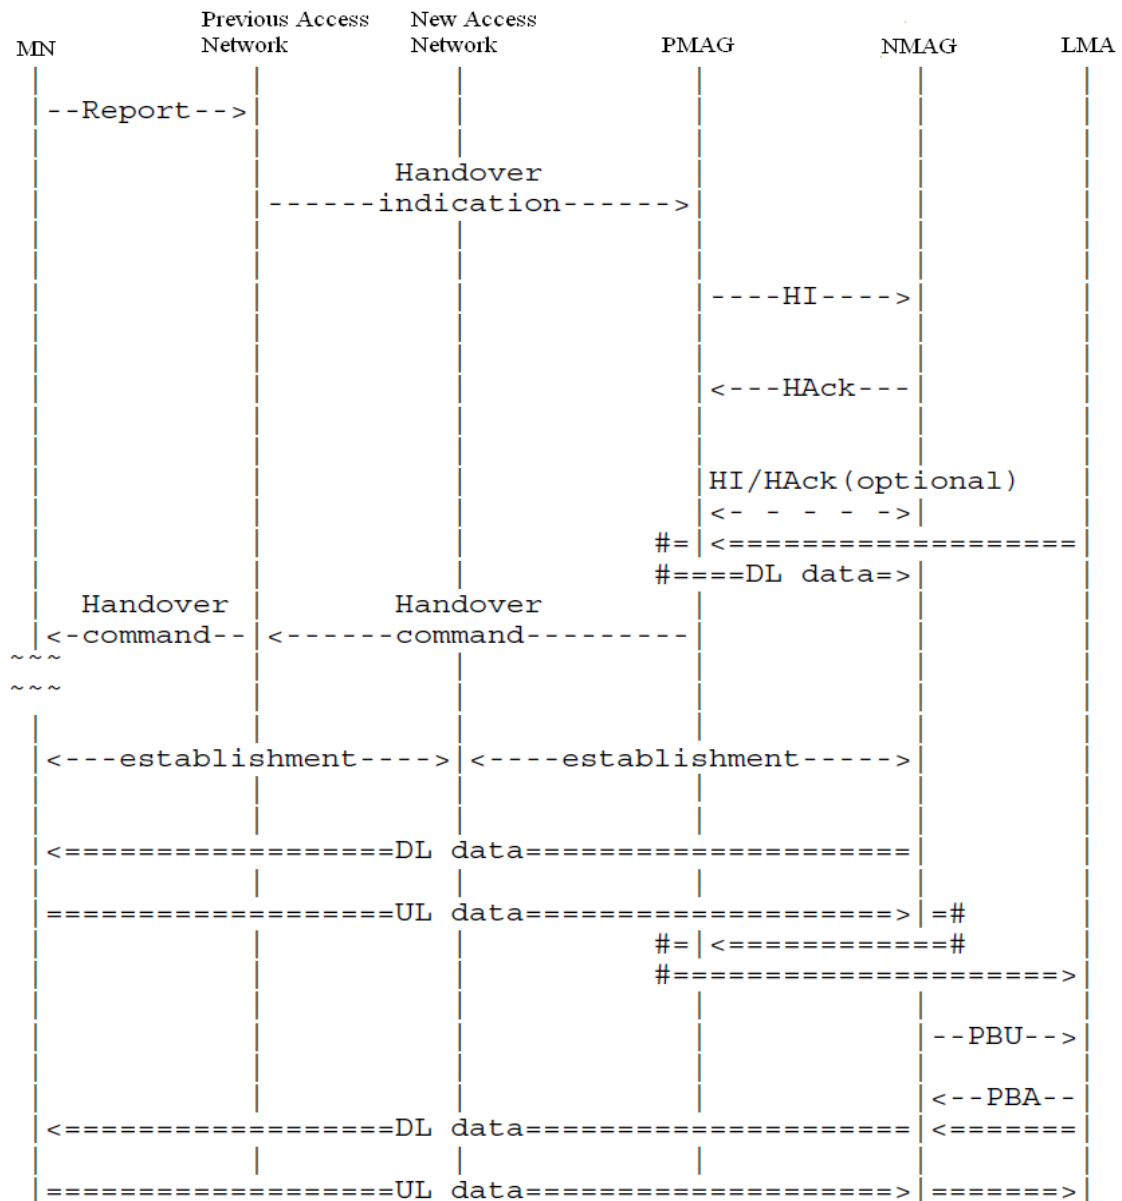 Previous Access New Access
MN Network Network PMAG NMAG LMA
--Report-->
Handover
------indication------>
----HI---->
<---HAck---
HI/HAck(optional)
<- - - - ->
#=|<===================
#====DL data=>
Handover Handover
<-command--|<------command---------
~~~
~~~
<---establishment---->|<----establishment----->
<==================DL data=====================
===================UL data====================>|=#
#=|<============#
#=====================>
--PBU-->
<--PBA--
<==================DL data=====================|<=======
===================UL data====================>|=======>